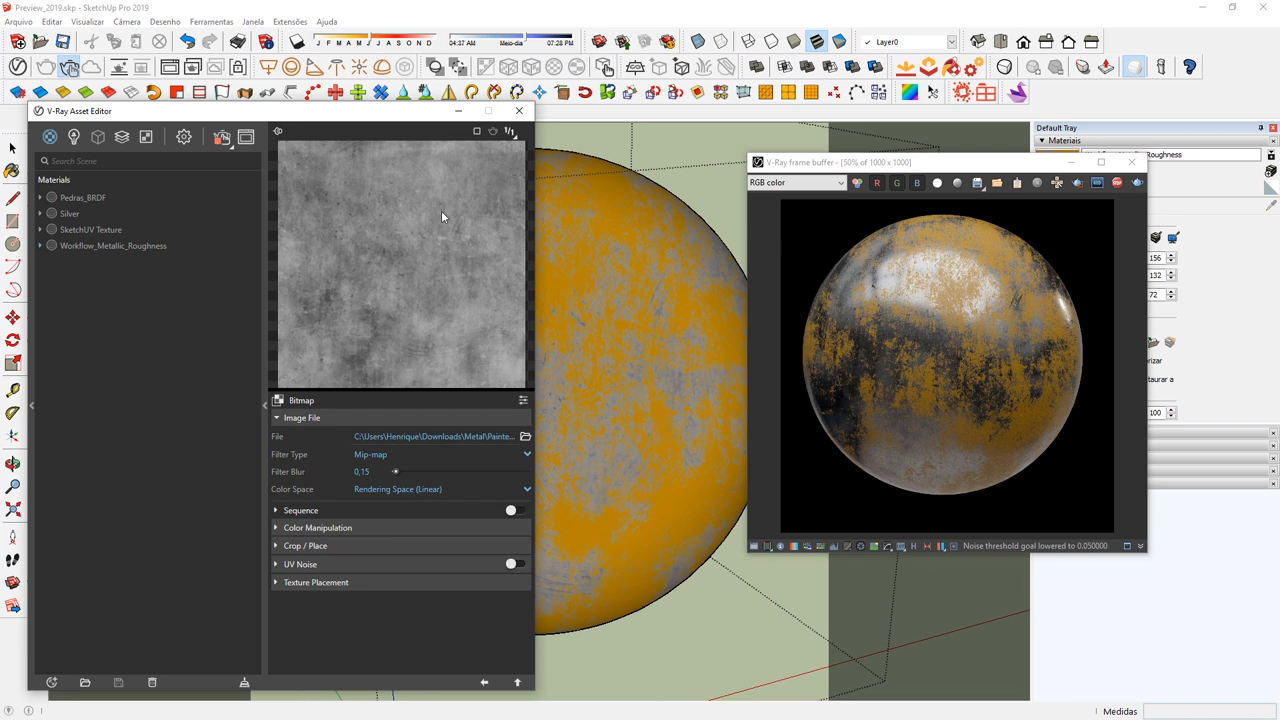 Preview_2019.skp - SketchUp Pro 2019
Arquivo Editar Visualizar Câmera Desenho Ferramentas Janela Extensões Ajuda
J F M A M J J A S O N D
04:37 AM Meio-dia 07:28 PM
Layer0
V-Ray Asset Editor
Search Scene
Materials
Pedras_BRDF
Silver
SketchUV Texture
Workflow_Metallic_Roughness
1/1
Bitmap
Image File
File C:\Users\Henrique\Downloads\Metal\Painte...
Filter Type Mip-map
Filter Blur 0,15
Color Space Rendering Space (Linear)
Sequence
Color Manipulation
Crop / Place
UV Noise
Texture Placement
V-Ray frame buffer - [50% of 1000 x 1000]
RGB color
R G B
STOP
H
Noise threshold goal lowered to 0.050000
Default Tray
Materiais
Roughness
156
132
72
100
Medidas